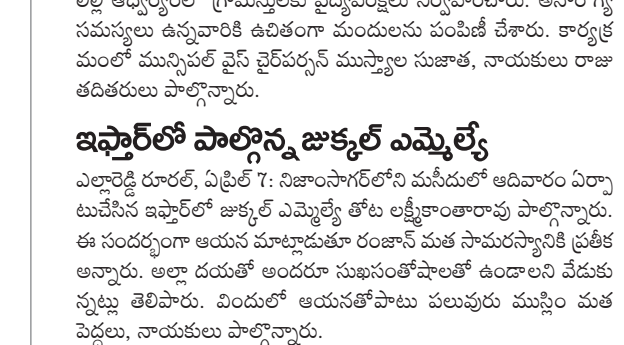 సమస్యలు ఉన్నవారికి ఉచితంగా మందులను పంపిణీ చేశారు. కార్యక్ర
మంలో మున్సిపల్ వైస్ చైర్‌పర్సన్ ముస్త్యాల సుజాత, నాయకులు రాజు
తదితరులు పాల్గొన్నారు.
ఇఫ్తార్‌లో పాల్గొన్న జుక్కల్ ఎమ్మెల్యే
ఎల్లారెడ్డి రూరల్, ఏప్రిల్ 7: నిజాంసాగర్‌లోని మసీదులో ఆదివారం ఏర్పా
టుచేసిన ఇఫ్తార్‌లో జుక్కల్ ఎమ్మెల్యే తోట లక్ష్మీకాంతారావు పాల్గొన్నారు.
ఈ సందర్భంగా ఆయన మాట్లాడుతూ రంజాన్ మత సామరస్యానికి ప్రతీక
అన్నారు. అల్లా దయతో అందరూ సుఖసంతోషాలతో ఉండాలని వేడుకు
న్నట్లు తెలిపారు. విందులో ఆయనతోపాటు పలువురు ముస్లిం మత
పెద్దలు, నాయకులు పాల్గొన్నారు.